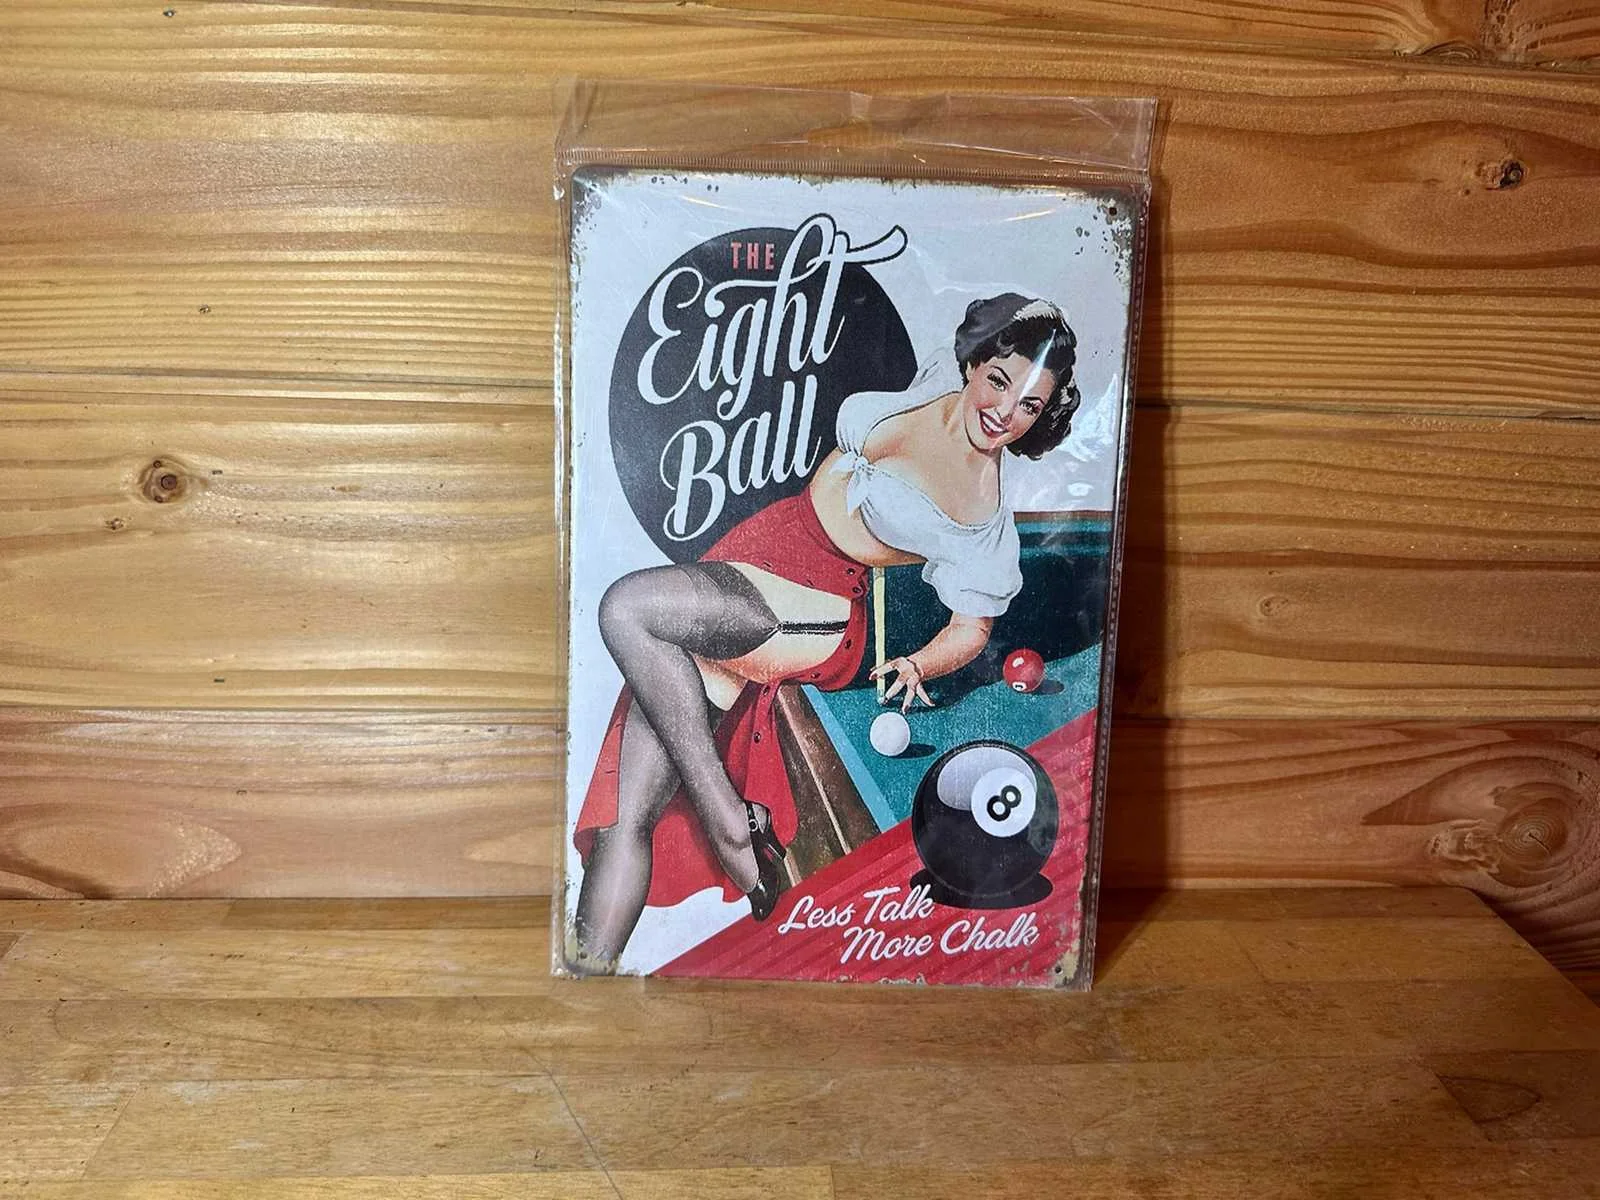 THE
Eight
Ball
8
Less Talk
More Chalk